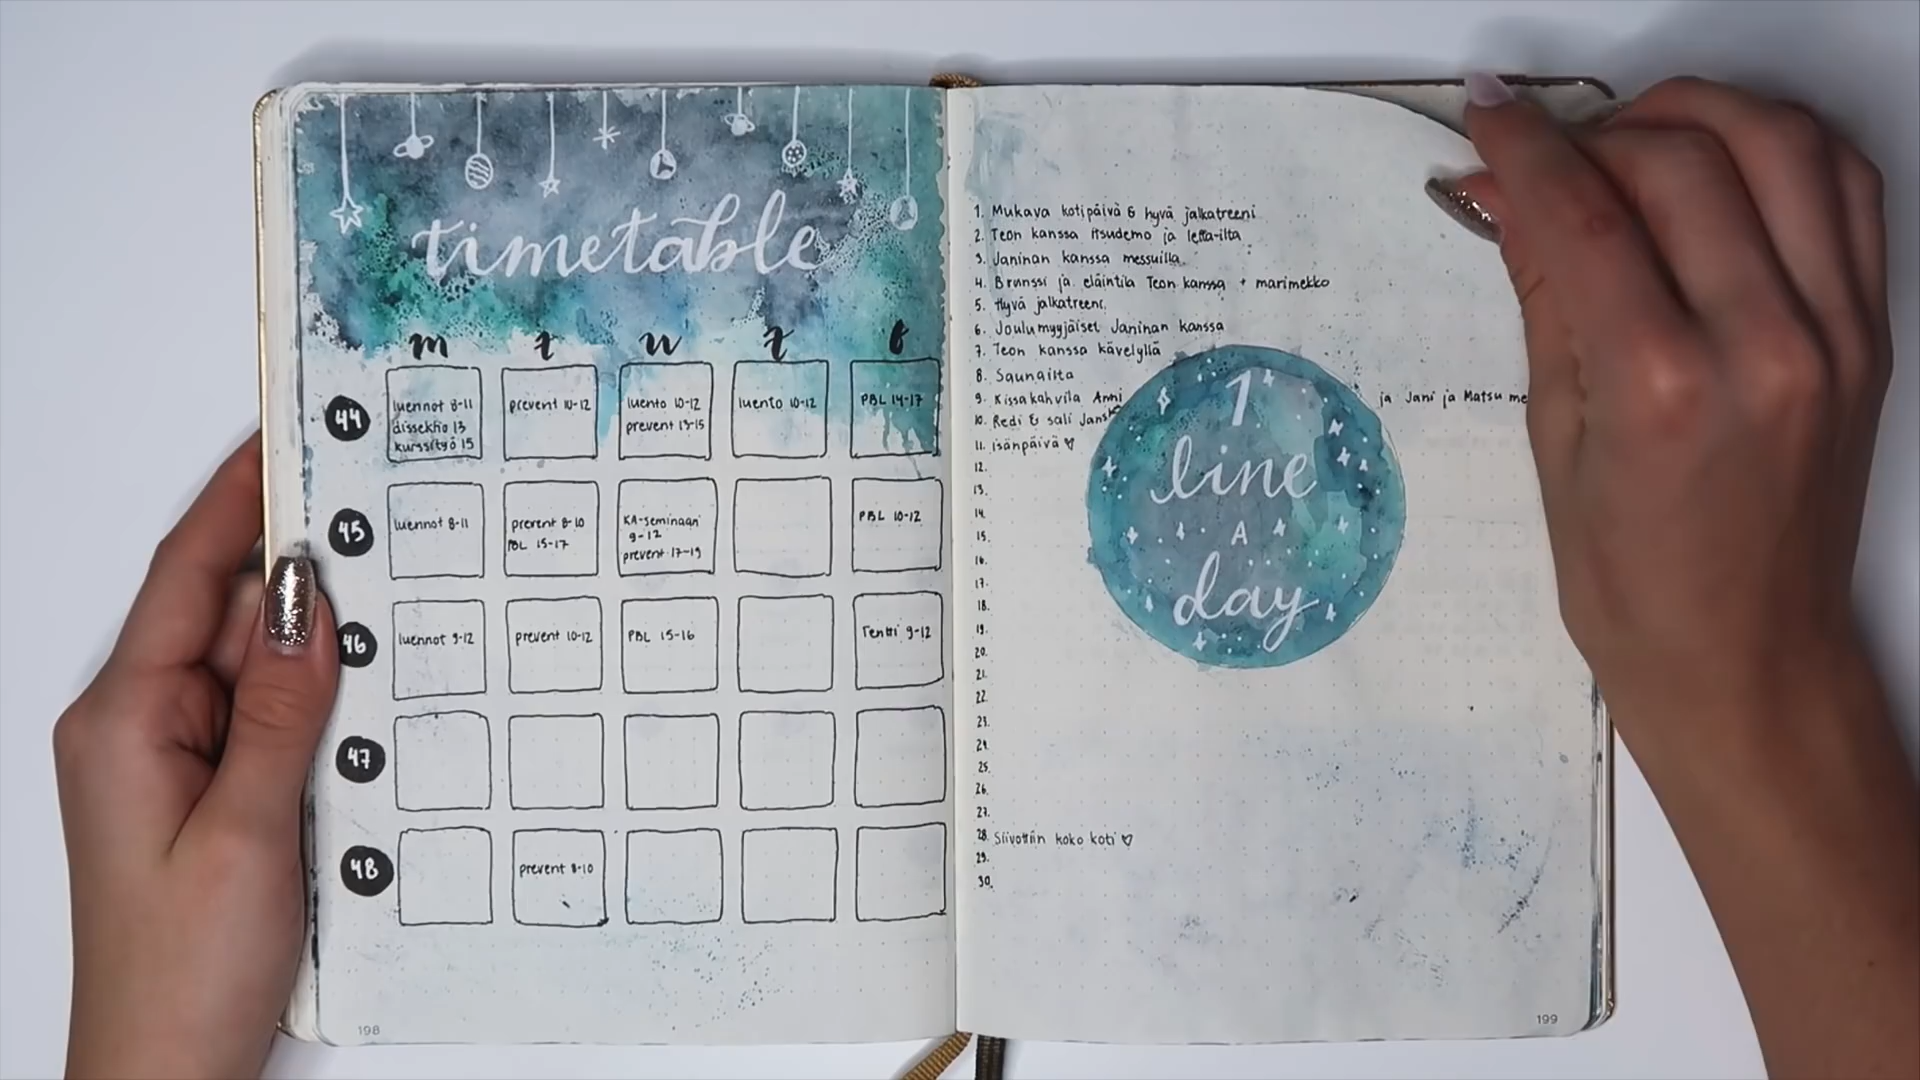 timetable
m t w t f
44
luennot 8-11
dissektio 13
kurssityö 15
prevent 10-12
luento 10-12
prevent 13-15
luento 10-12
PBL 14-17
45
luennot 8-11
prevent 8-10
PBL 15-17
KA-seminaari
9-12
prevent 17-19
PBL 10-12
46
luennot 9-12
prevent 10-12
PBL 15-16
Tentti 9-12
47
48
prevent 8-10
198
1. Mukava kotipäivä & hyvä jalkatreeni
2. Teon kanssa itsudemo ja leffa-ilta
3. Janinan kanssa messuilla
4. Brunssi ja eläintila Teon kanssa + marimekko
5. Hyvä jalkatreeni
6. Joulumyyjäiset Janinan kanssa
7. Teon kanssa kävelyllä
8. Saunailta
9. Kissakahvila Anni ja Jani ja Matsu me
10. Redi & sali Jans
11. Isänpäivä ♡
12.
13.
14.
15.
16.
17.
18.
19.
20.
21.
22.
23.
24.
25.
26.
27.
28. Siivottiin koko koti ♡
29.
30.
1
line
A
day
199